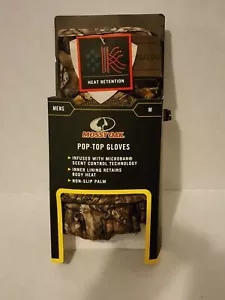 HEAT RETENTION
MENS M
MOSSY OAK
POP-TOP GLOVES
▸ INFUSED WITH MICROBAN®
SCENT CONTROL TECHNOLOGY
▸ INNER LINING RETAINS
BODY HEAT
▸ NON-SLIP PALM